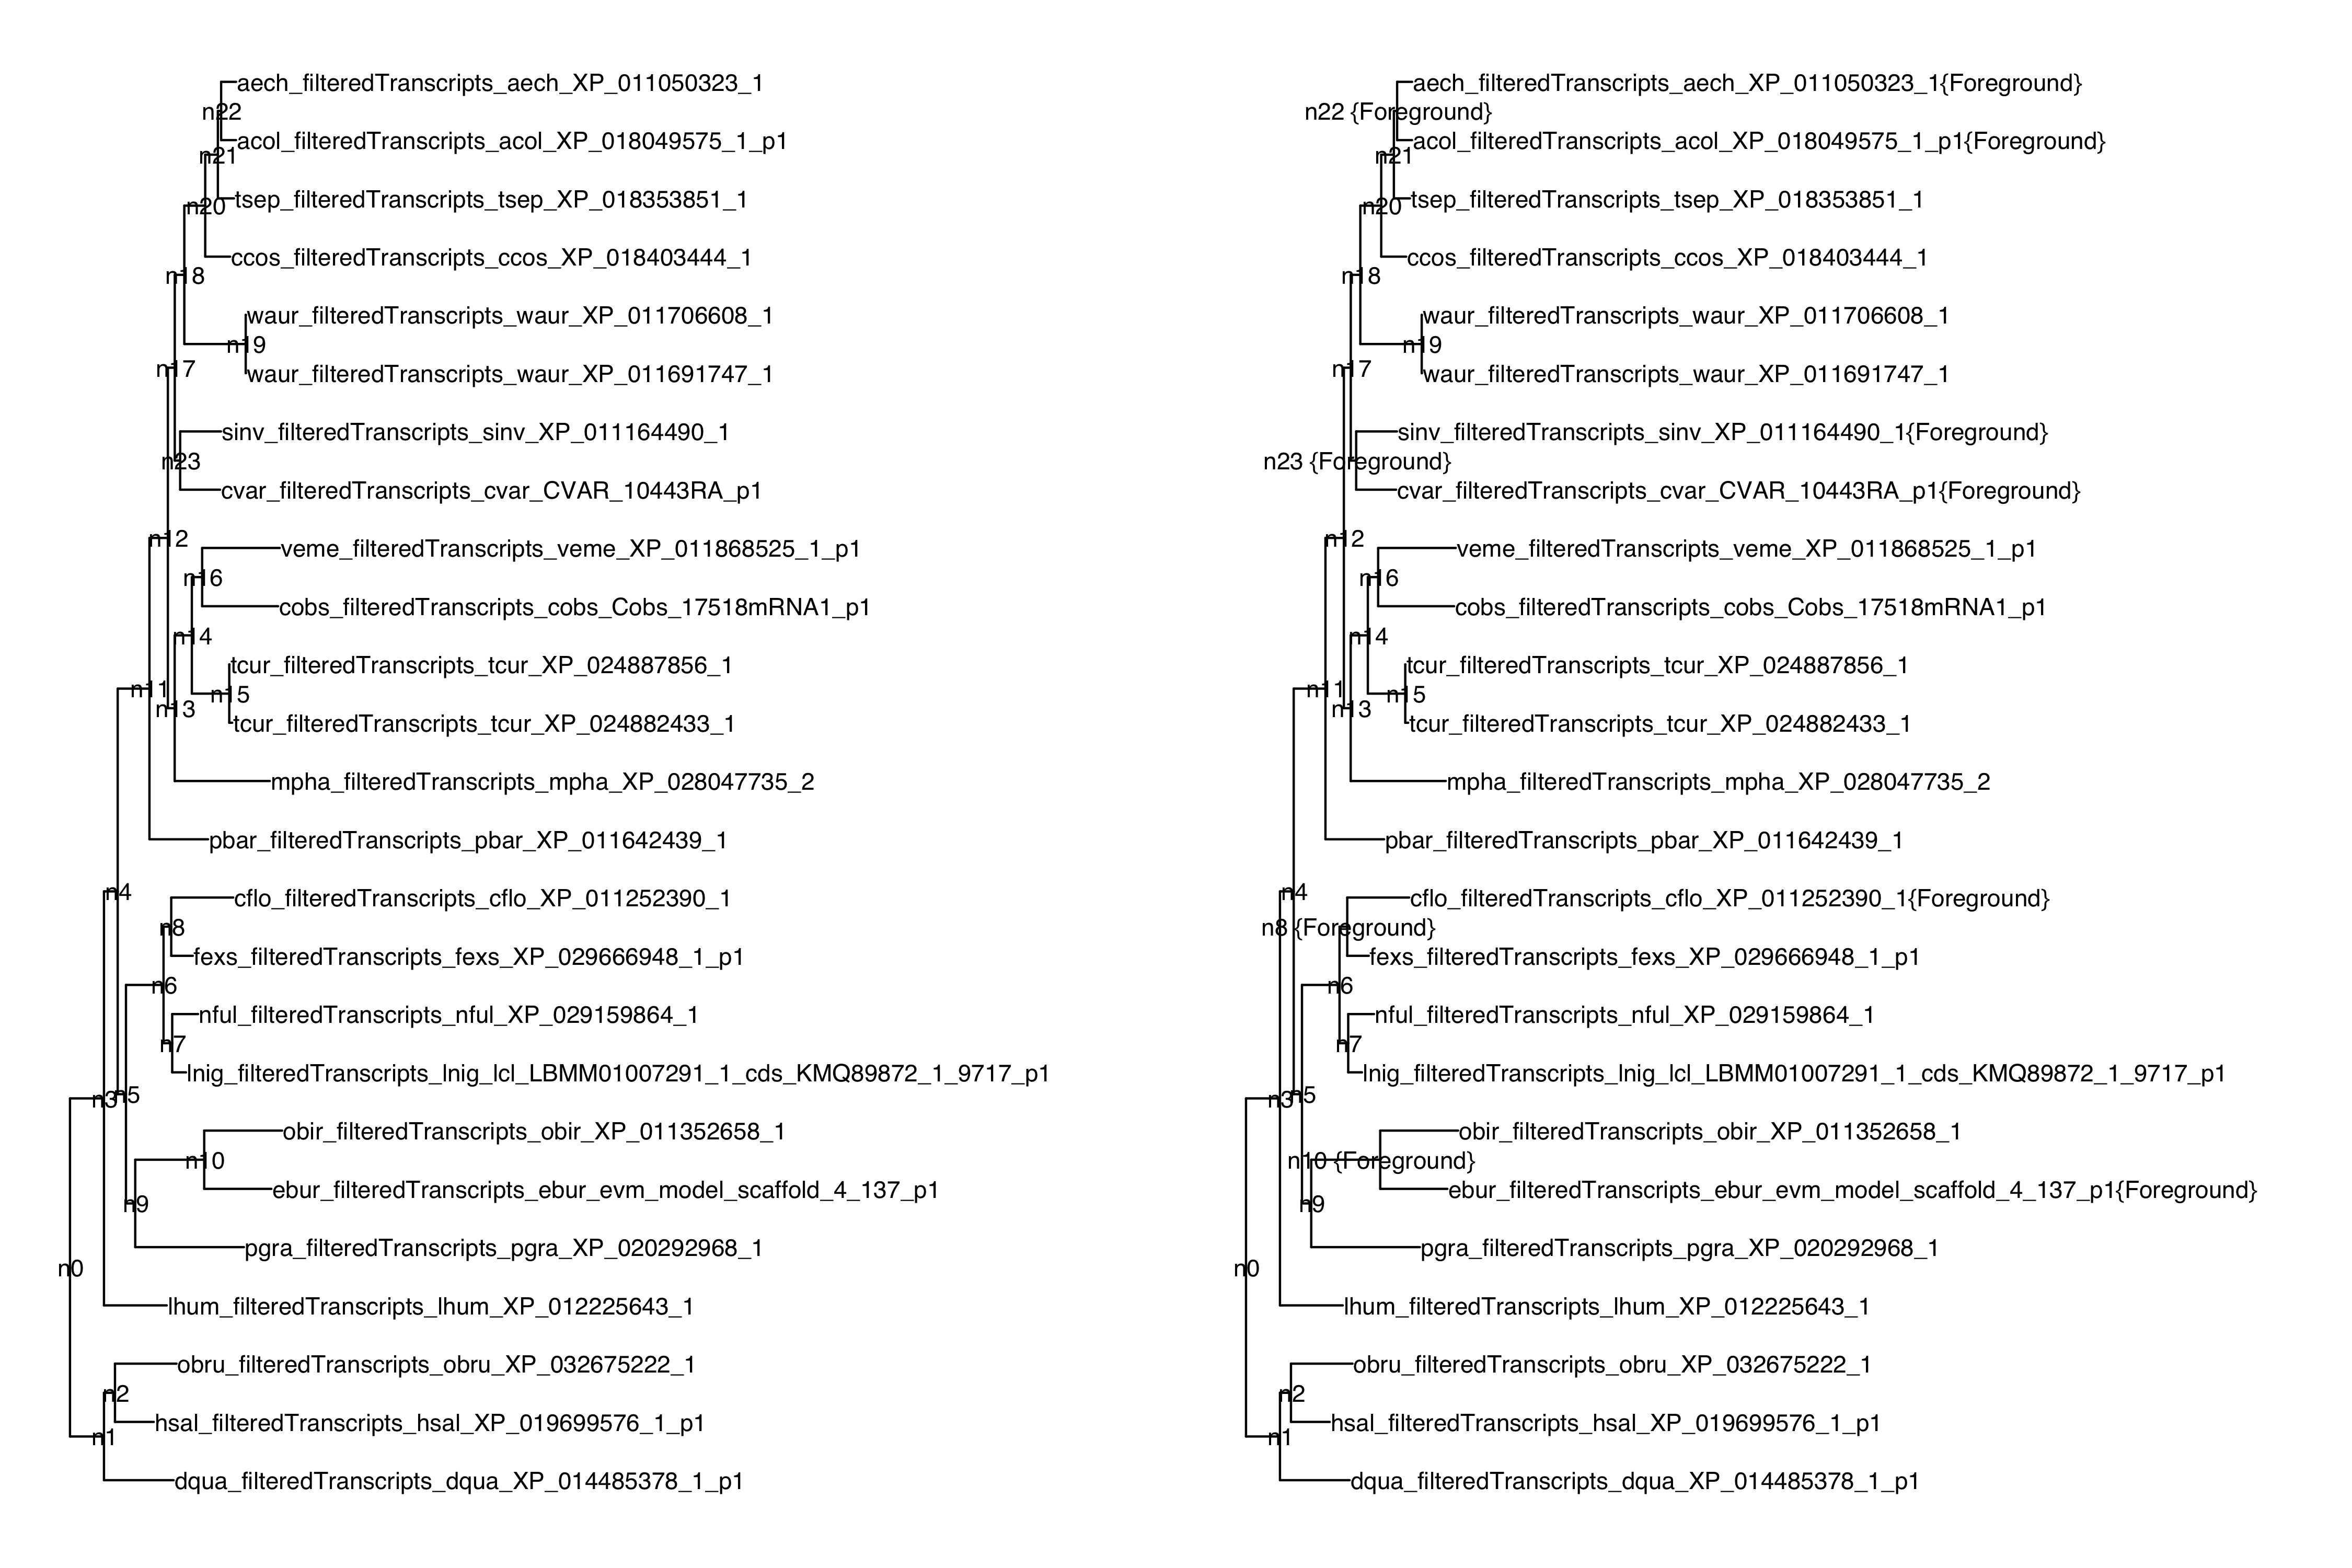 aech_filteredTranscripts_aech_XP_011050323_1
n22
acol_filteredTranscripts_acol_XP_018049575_1_p1
n21
tsep_filteredTranscripts_tsep_XP_018353851_1
n20
ccos_filteredTranscripts_ccos_XP_018403444_1
n18
waur_filteredTranscripts_waur_XP_011706608_1
n19
n17
waur_filteredTranscripts_waur_XP_011691747_1
sinv_filteredTranscripts_sinv_XP_011164490_1
n23
cvar_filteredTranscripts_cvar_CVAR_10443RA_p1
n12
veme_filteredTranscripts_veme_XP_011868525_1_p1
n16
cobs_filteredTranscripts_cobs_Cobs_17518mRNA1_p1
n14
tcur_filteredTranscripts_tcur_XP_024887856_1
n11
n15
n13
tcur_filteredTranscripts_tcur_XP_024882433_1
mpha_filteredTranscripts_mpha_XP_028047735_2
pbar_filteredTranscripts_pbar_XP_011642439_1
n4
cflo_filteredTranscripts_cflo_XP_011252390_1
n8
fexs_filteredTranscripts_fexs_XP_029666948_1_p1
n6
nful_filteredTranscripts_nful_XP_029159864_1
n7
lnig_filteredTranscripts_lnig_lcl_LBMM01007291_1_cds_KMQ89872_1_9717_p1
n3
n5
obir_filteredTranscripts_obir_XP_011352658_1
n10
ebur_filteredTranscripts_ebur_evm_model_scaffold_4_137_p1
n9
pgra_filteredTranscripts_pgra_XP_020292968_1
n0
lhum_filteredTranscripts_lhum_XP_012225643_1
obru_filteredTranscripts_obru_XP_032675222_1
n2
hsal_filteredTranscripts_hsal_XP_019699576_1_p1
n1
dqua_filteredTranscripts_dqua_XP_014485378_1_p1
aech_filteredTranscripts_aech_XP_011050323_1{Foreground}
n22 {Foreground}
acol_filteredTranscripts_acol_XP_018049575_1_p1{Foreground}
n21
tsep_filteredTranscripts_tsep_XP_018353851_1
n20
ccos_filteredTranscripts_ccos_XP_018403444_1
n18
waur_filteredTranscripts_waur_XP_011706608_1
n19
n17
waur_filteredTranscripts_waur_XP_011691747_1
sinv_filteredTranscripts_sinv_XP_011164490_1{Foreground}
n23 {Foreground}
cvar_filteredTranscripts_cvar_CVAR_10443RA_p1{Foreground}
n12
veme_filteredTranscripts_veme_XP_011868525_1_p1
n16
cobs_filteredTranscripts_cobs_Cobs_17518mRNA1_p1
n14
tcur_filteredTranscripts_tcur_XP_024887856_1
n11
n15
n13
tcur_filteredTranscripts_tcur_XP_024882433_1
mpha_filteredTranscripts_mpha_XP_028047735_2
pbar_filteredTranscripts_pbar_XP_011642439_1
n4
cflo_filteredTranscripts_cflo_XP_011252390_1{Foreground}
n8 {Foreground}
fexs_filteredTranscripts_fexs_XP_029666948_1_p1
n6
nful_filteredTranscripts_nful_XP_029159864_1
n7
lnig_filteredTranscripts_lnig_lcl_LBMM01007291_1_cds_KMQ89872_1_9717_p1
n3
n5
obir_filteredTranscripts_obir_XP_011352658_1
n10 {Foreground}
ebur_filteredTranscripts_ebur_evm_model_scaffold_4_137_p1{Foreground}
n9
pgra_filteredTranscripts_pgra_XP_020292968_1
n0
lhum_filteredTranscripts_lhum_XP_012225643_1
obru_filteredTranscripts_obru_XP_032675222_1
n2
hsal_filteredTranscripts_hsal_XP_019699576_1_p1
n1
dqua_filteredTranscripts_dqua_XP_014485378_1_p1